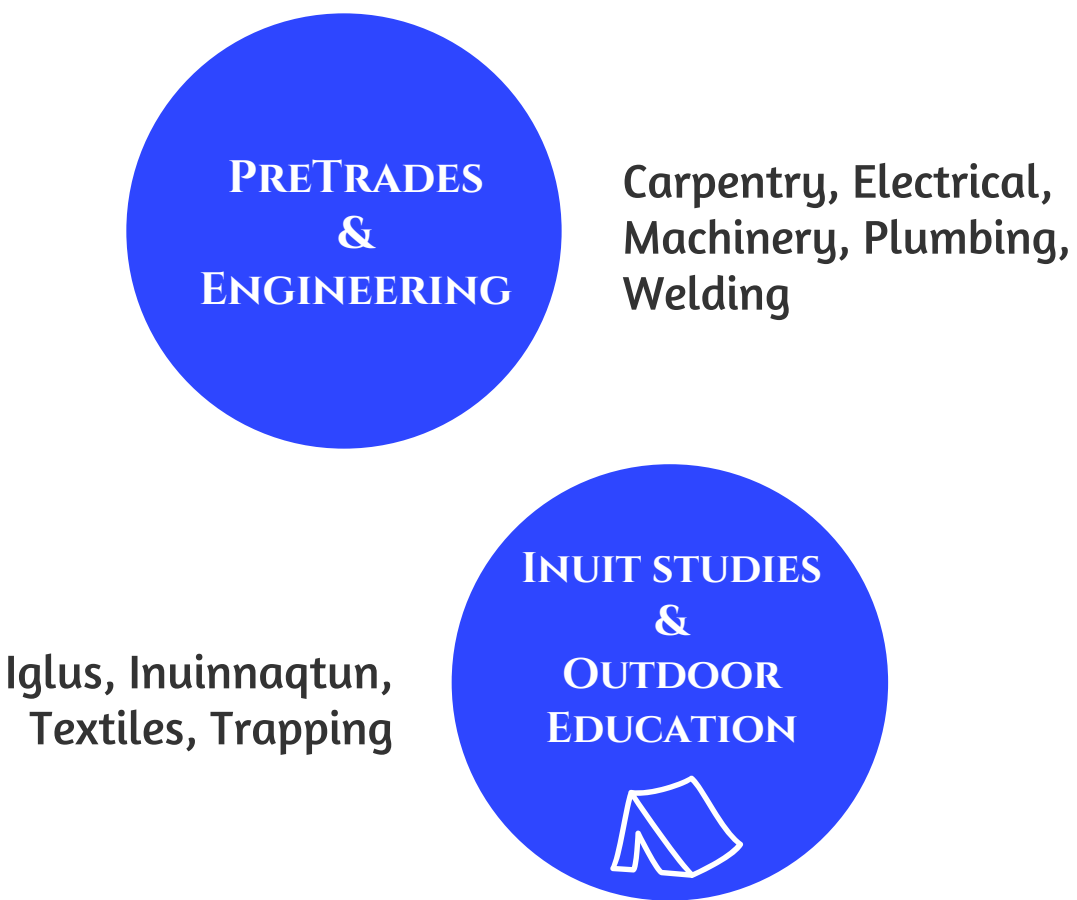 PreTrades
&
Engineering
Carpentry, Electrical,
Machinery, Plumbing,
Welding
Inuit studies
&
Outdoor
Education
Iglus, Inuinnaqtun,
Textiles, Trapping